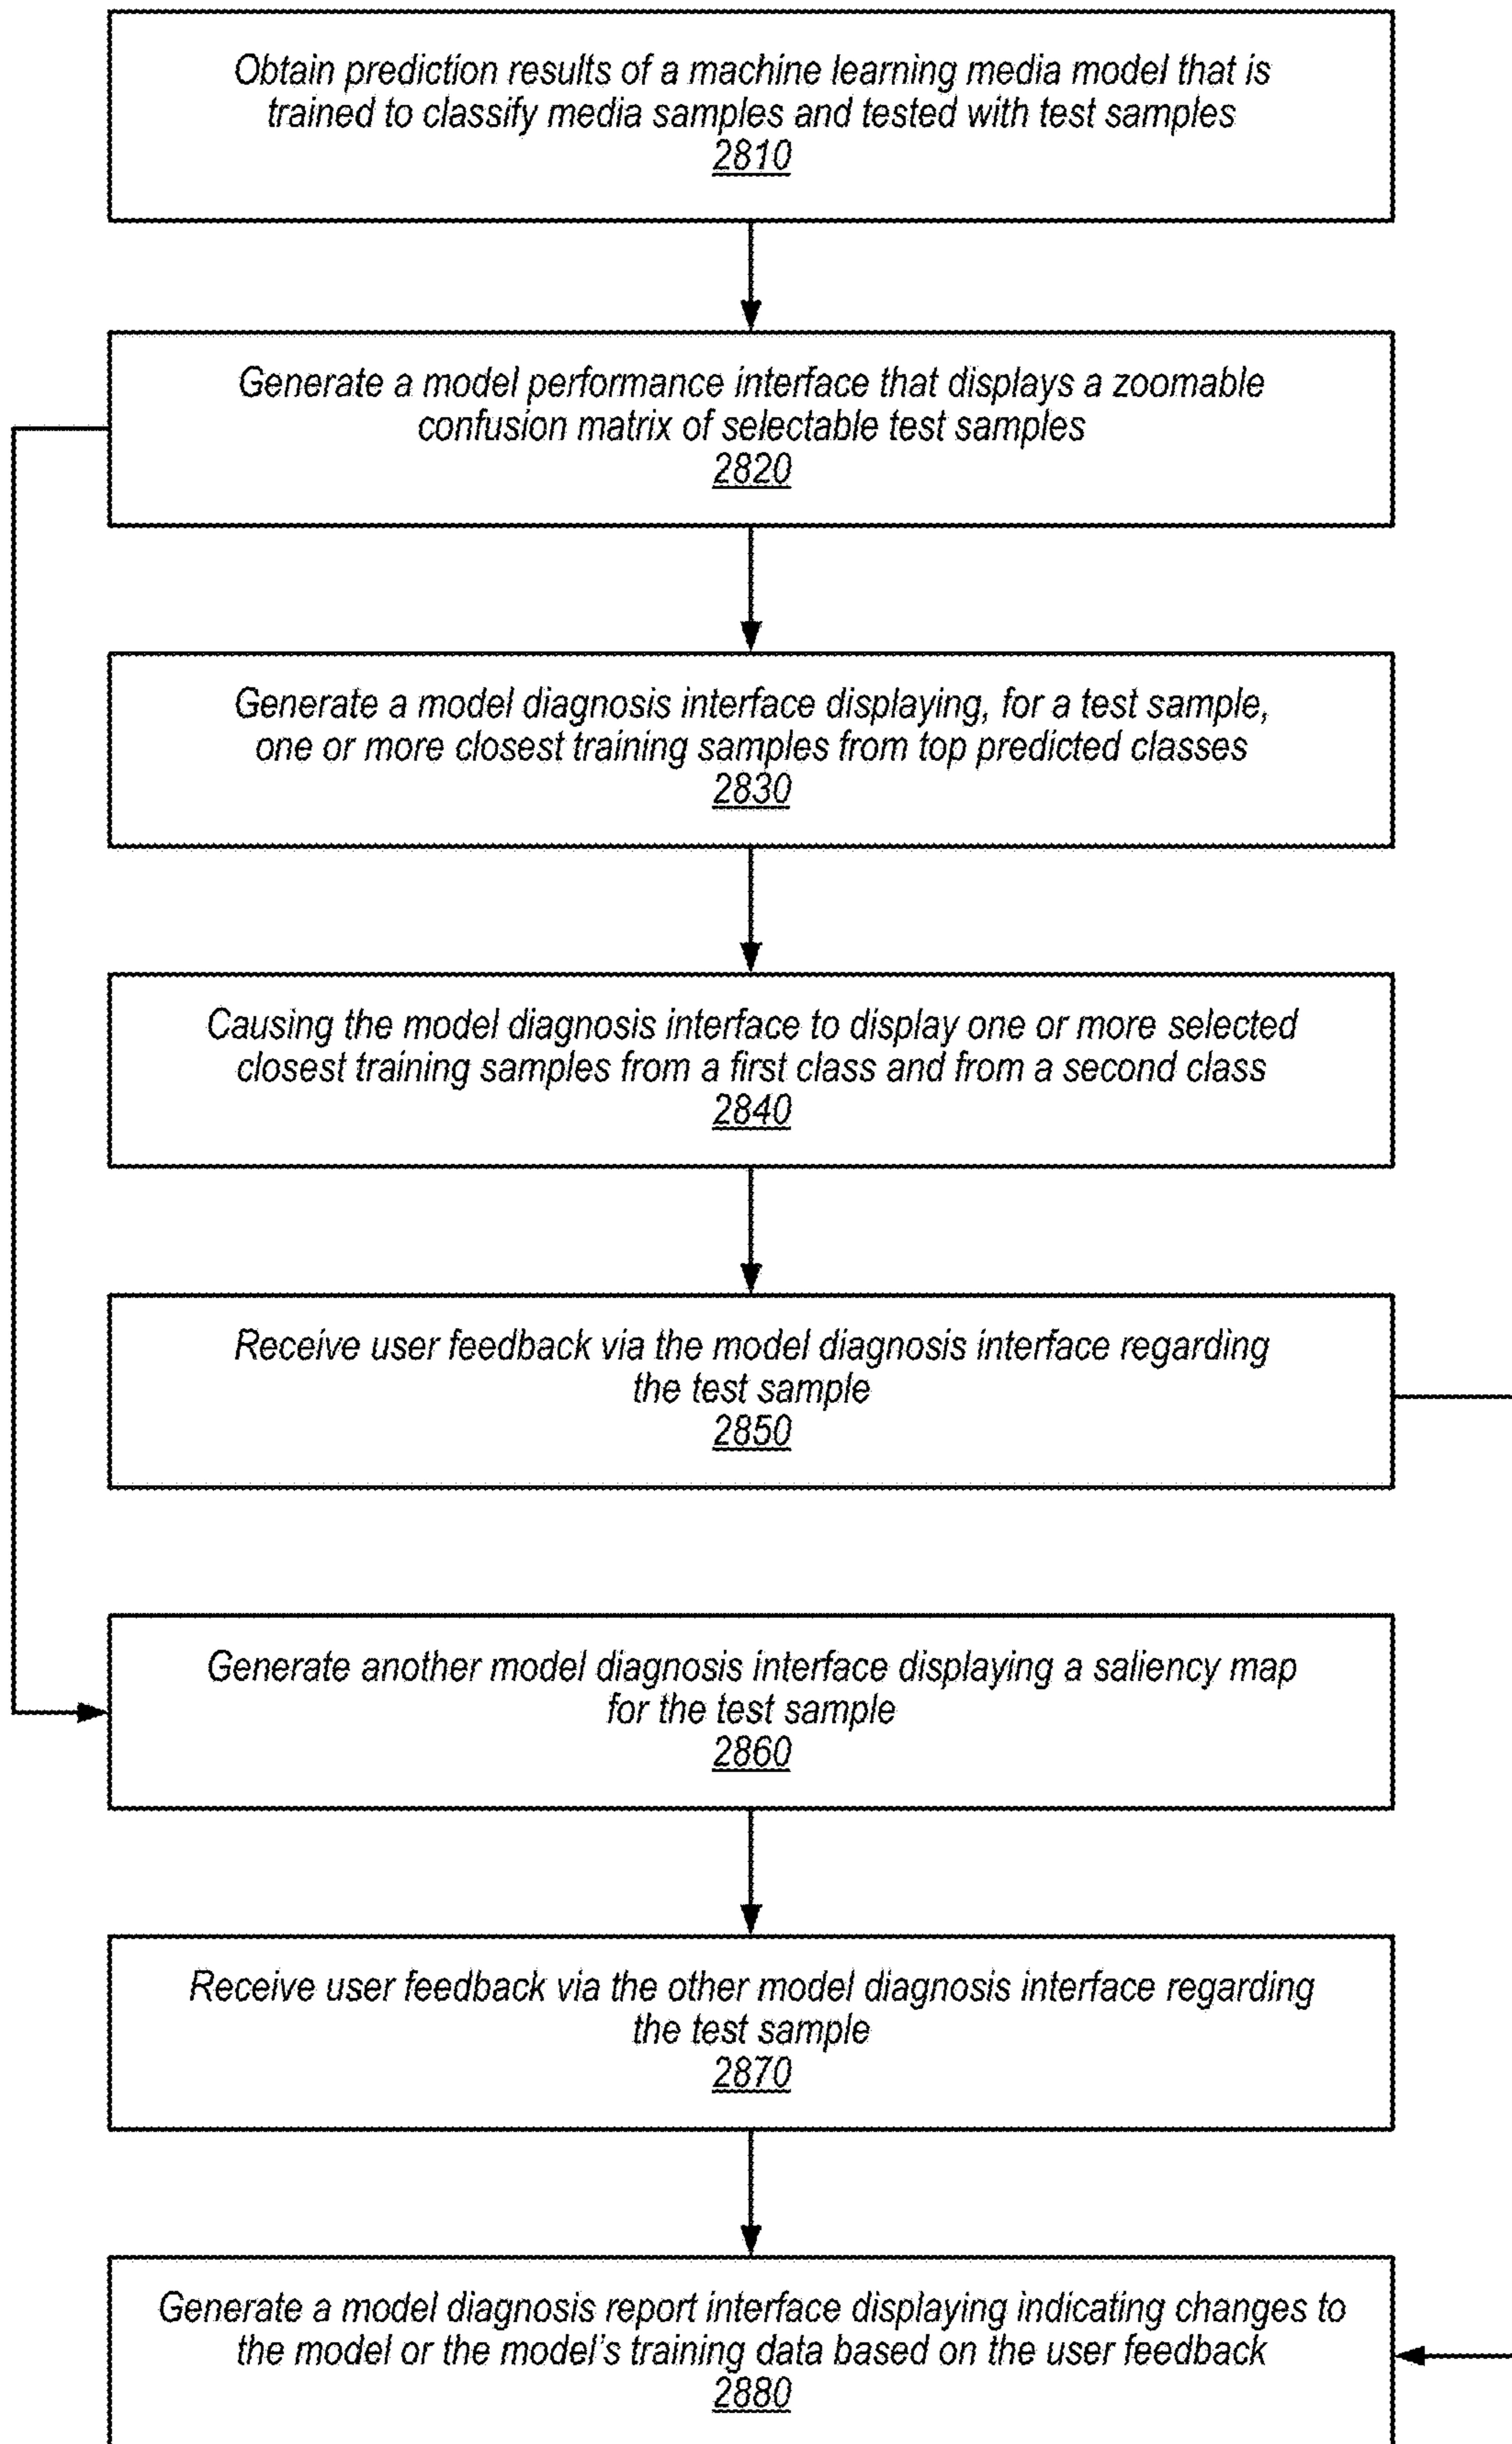 Obtain prediction results of a machine learning media model that is
trained to classify media samples and tested with test samples
2810
Generate a model performance interface that displays a zoomable
confusion matrix of selectable test samples
2820
Generate a model diagnosis interface displaying, for a test sample,
one or more closest training samples from top predicted classes
2830
Causing the model diagnosis interface to display one or more selected
closest training samples from a first class and from a second class
2840
Receive user feedback via the model diagnosis interface regarding
the test sample
2850
Generate another model diagnosis interface displaying a saliency map
for the test sample
2860
Receive user feedback via the other model diagnosis interface regarding
the test sample
2870
Generate a model diagnosis report interface displaying indicating changes to
the model or the model's training data based on the user feedback
2880